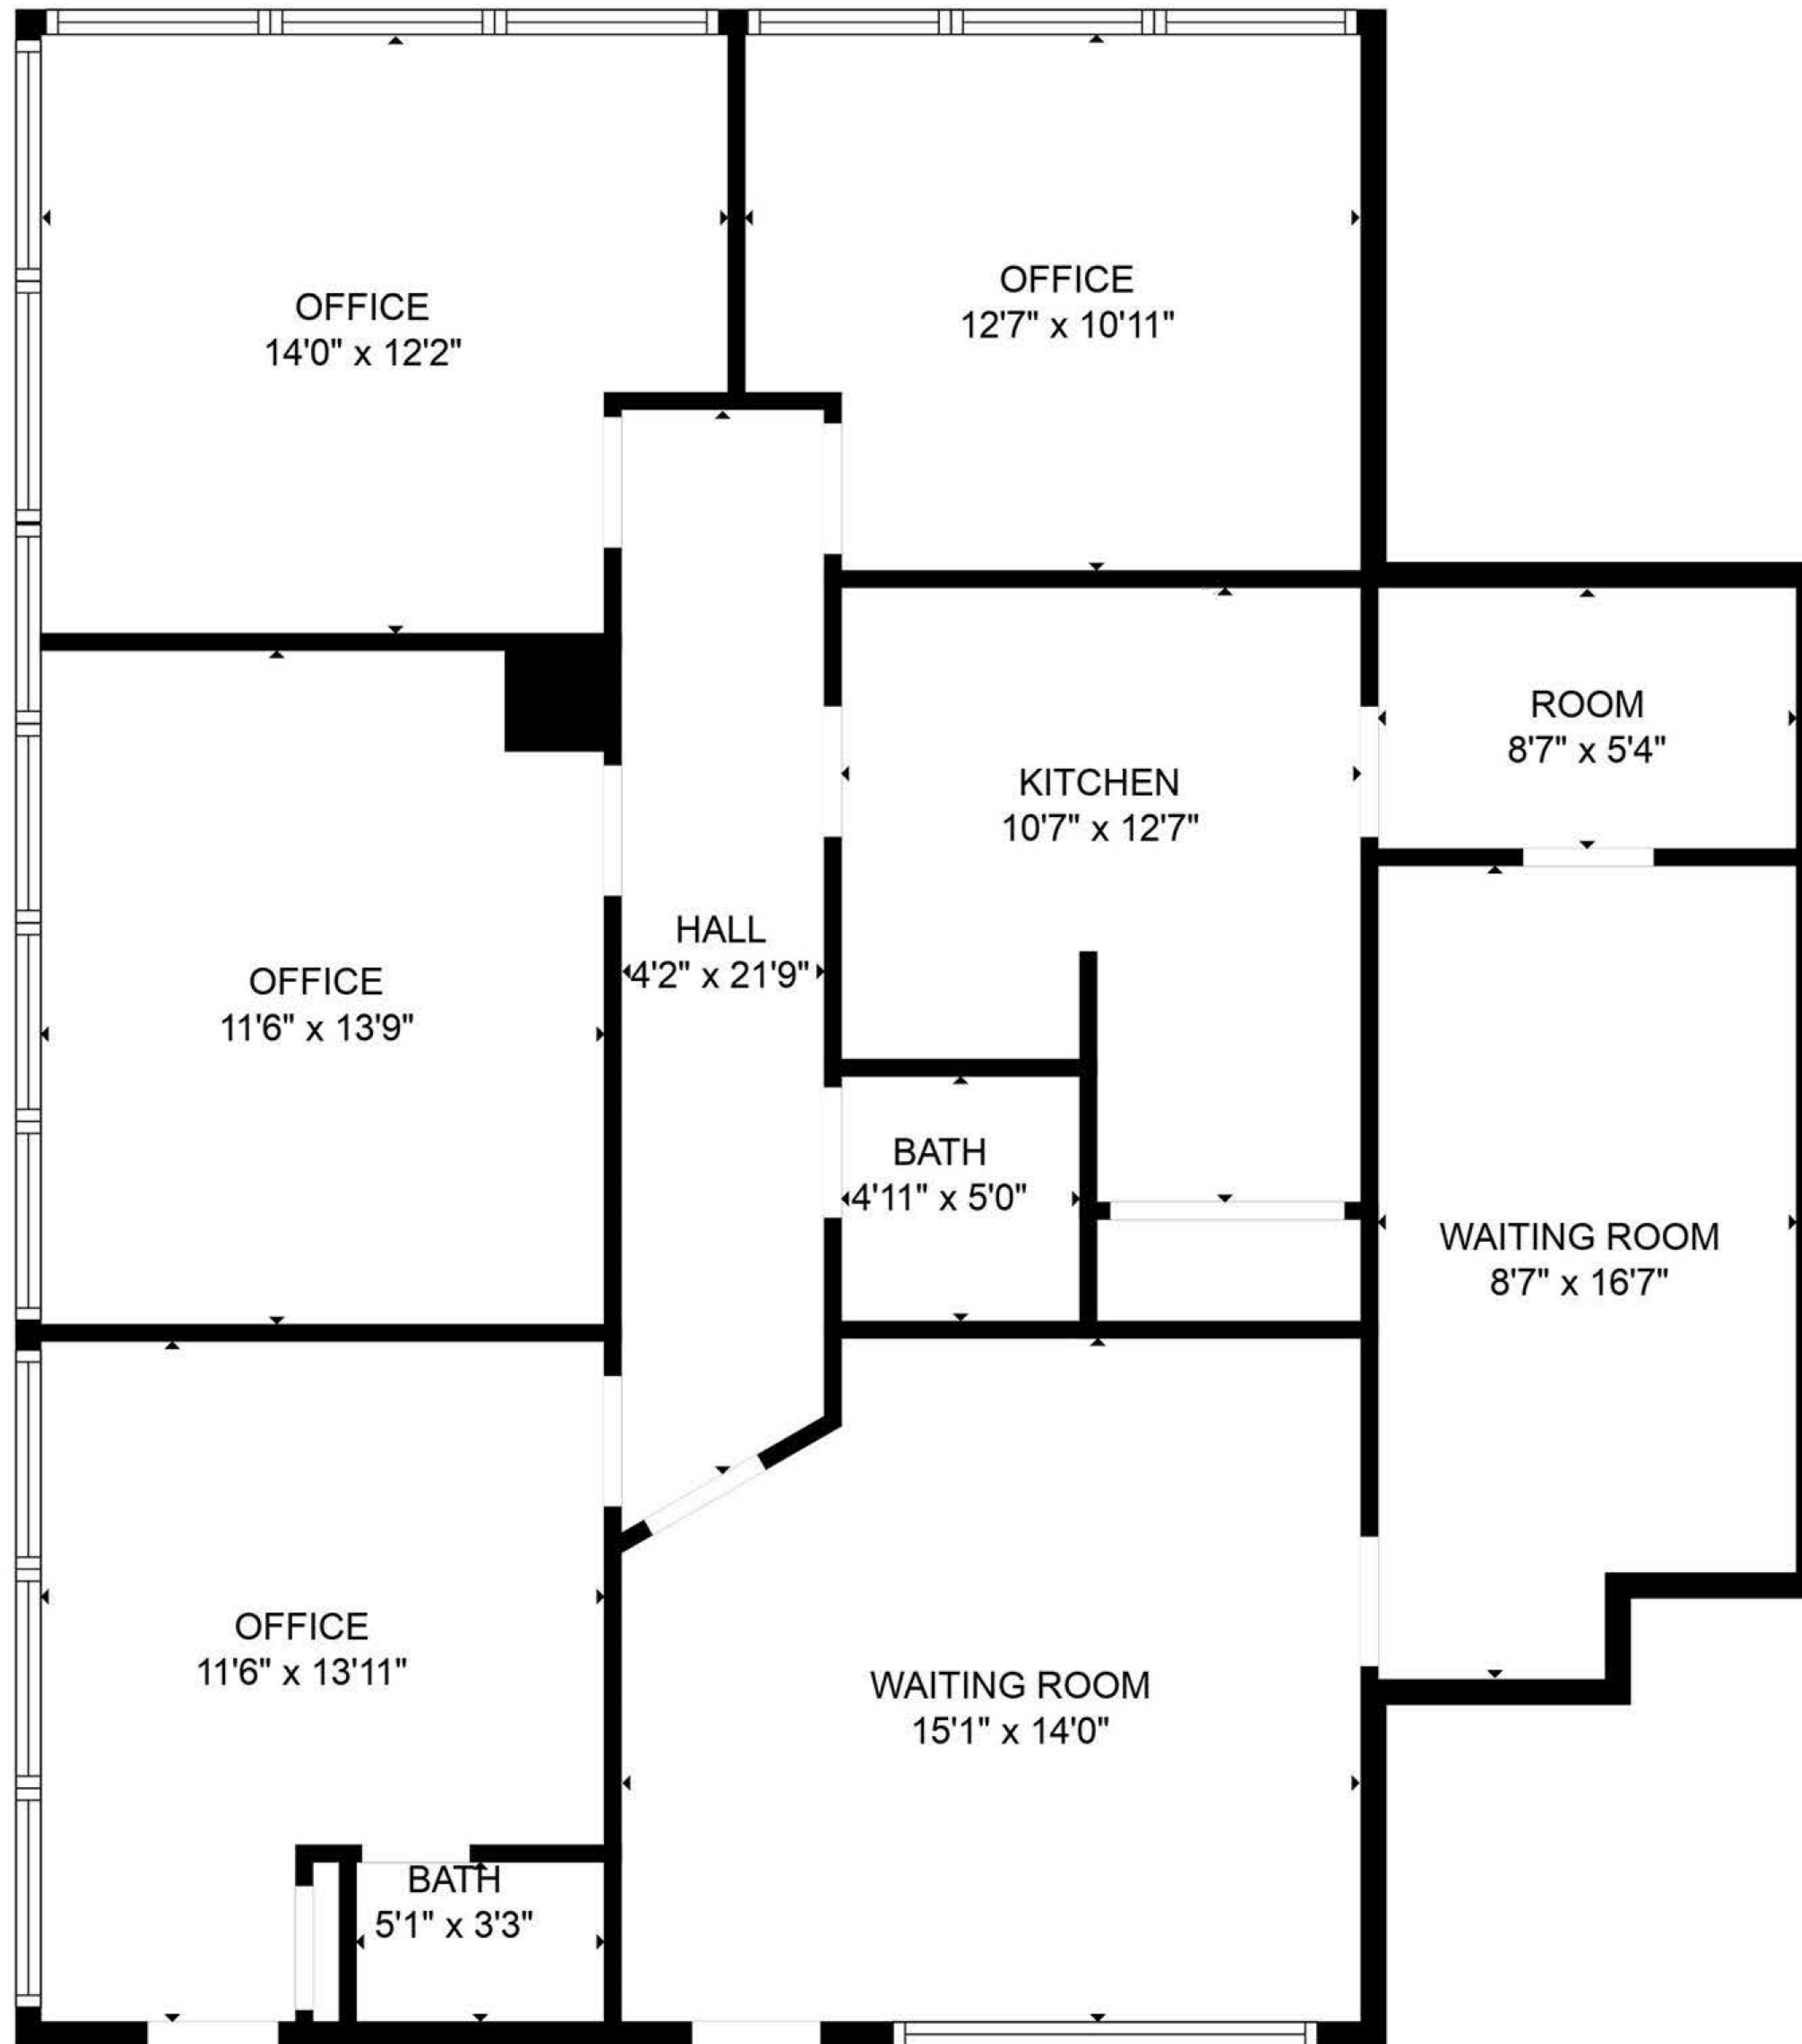 OFFICE
14'0" x 12'2"
OFFICE
12'7" x 10'11"
ROOM
8'7" x 5'4"
KITCHEN
10'7" x 12'7"
HALL
4'2" x 21'9"
OFFICE
11'6" x 13'9"
BATH
4'11" x 5'0"
WAITING ROOM
8'7" x 16'7"
OFFICE
11'6" x 13'11"
WAITING ROOM
15'1" x 14'0"
BATH
5'1" x 3'3"